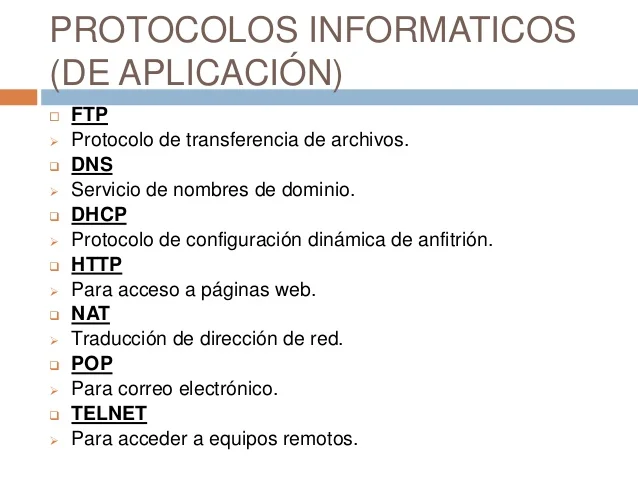 PROTOCOLOS INFORMATICOS
(DE APLICACIÓN)
FTP
Protocolo de transferencia de archivos.
DNS
Servicio de nombres de dominio.
DHCP
Protocolo de configuración dinámica de anfitrión.
HTTP
Para acceso a páginas web.
NAT
Traducción de dirección de red.
POP
Para correo electrónico.
TELNET
Para acceder a equipos remotos.